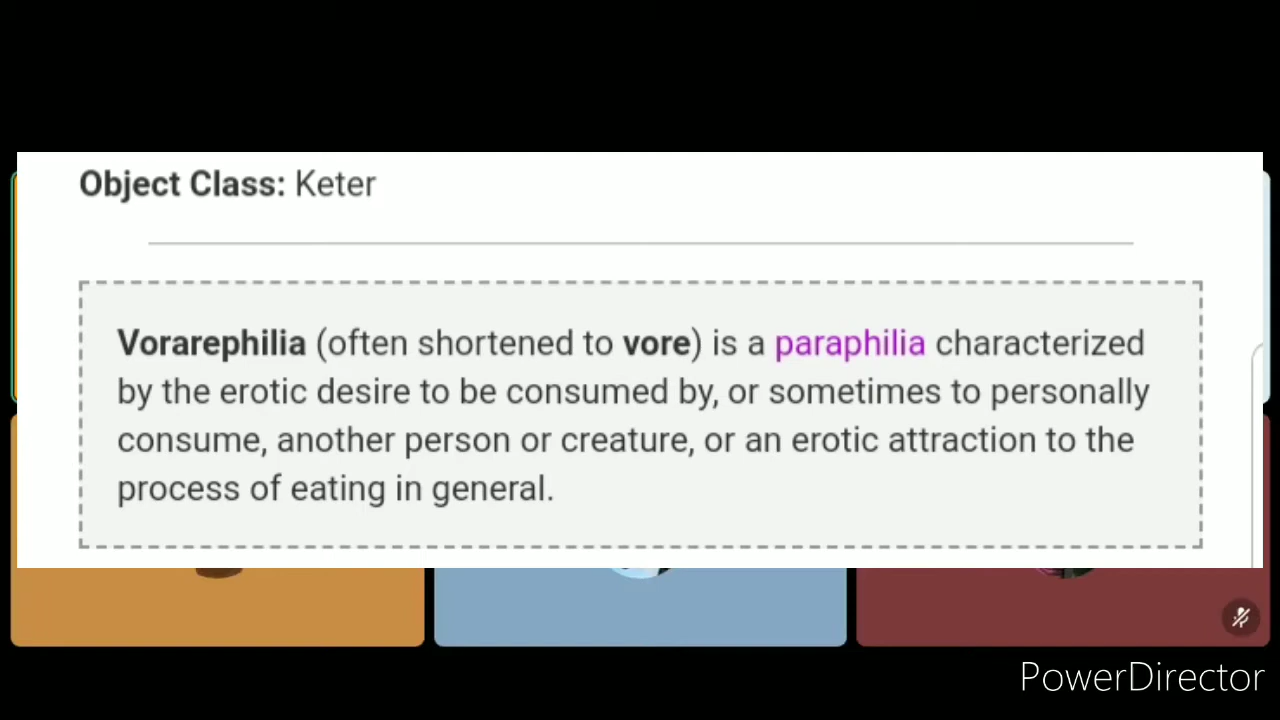 Object Class: Keter
Vorarephilia (often shortened to vore) is a paraphilia characterized
by the erotic desire to be consumed by, or sometimes to personally
consume, another person or creature, or an erotic attraction to the
process of eating in general.
PowerDirector